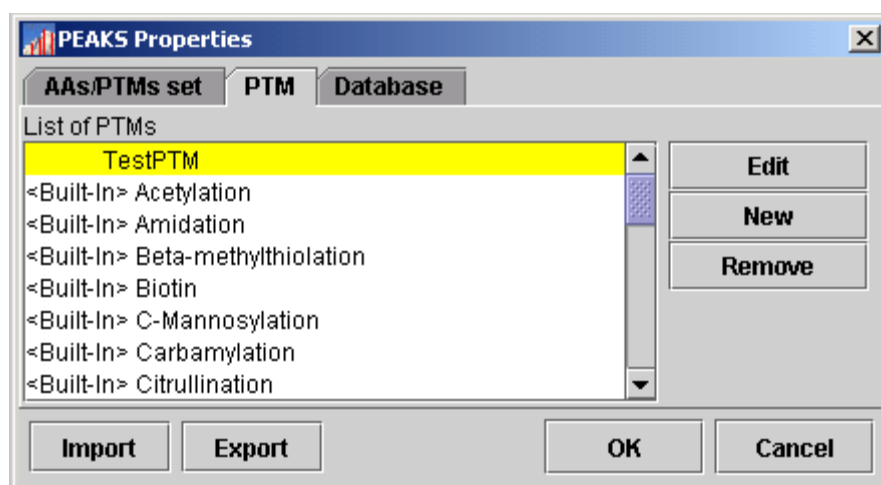 PEAKS Properties
AAs/PTMs set PTM Database
List of PTMs
TestPTM
<Built-In> Acetylation
<Built-In> Amidation
<Built-In> Beta-methylthiolation
<Built-In> Biotin
<Built-In> C-Mannosylation
<Built-In> Carbamylation
<Built-In> Citrullination
Edit
New
Remove
Import Export OK Cancel